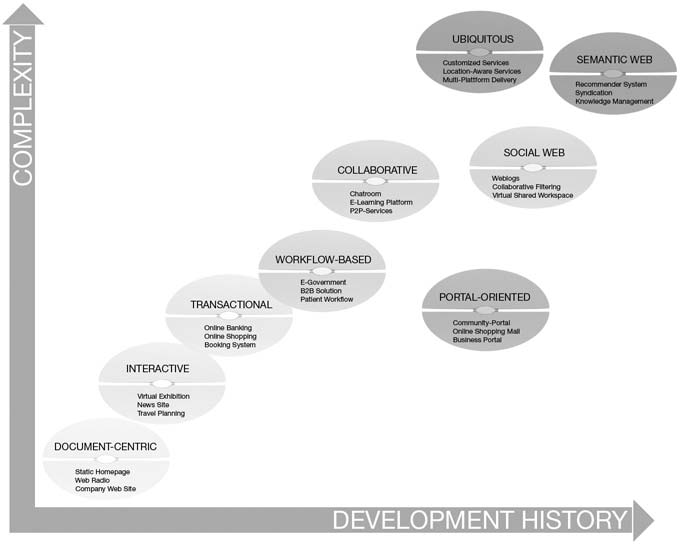 COMPLEXITY
UBIQUITOUS
Customized Services
Location-Aware Services
Multi-Plattform Delivery
SEMANTIC WEB
Recommender System
Syndication
Knowledge Management
COLLABORATIVE
Chatroom
E-Learning Platform
P2P-Services
SOCIAL WEB
Weblogs
Collaborative Filtering
Virtual Shared Workspace
WORKFLOW-BASED
E-Government
B2B Solution
Patient Workflow
TRANSACTIONAL
Online Banking
Online Shopping
Booking System
PORTAL-ORIENTED
Community-Portal
Online Shopping Mall
Business Portal
INTERACTIVE
Virtual Exhibition
News Site
Travel Planning
DOCUMENT-CENTRIC
Static Homepage
Web Radio
Company Web Site
DEVELOPMENT HISTORY